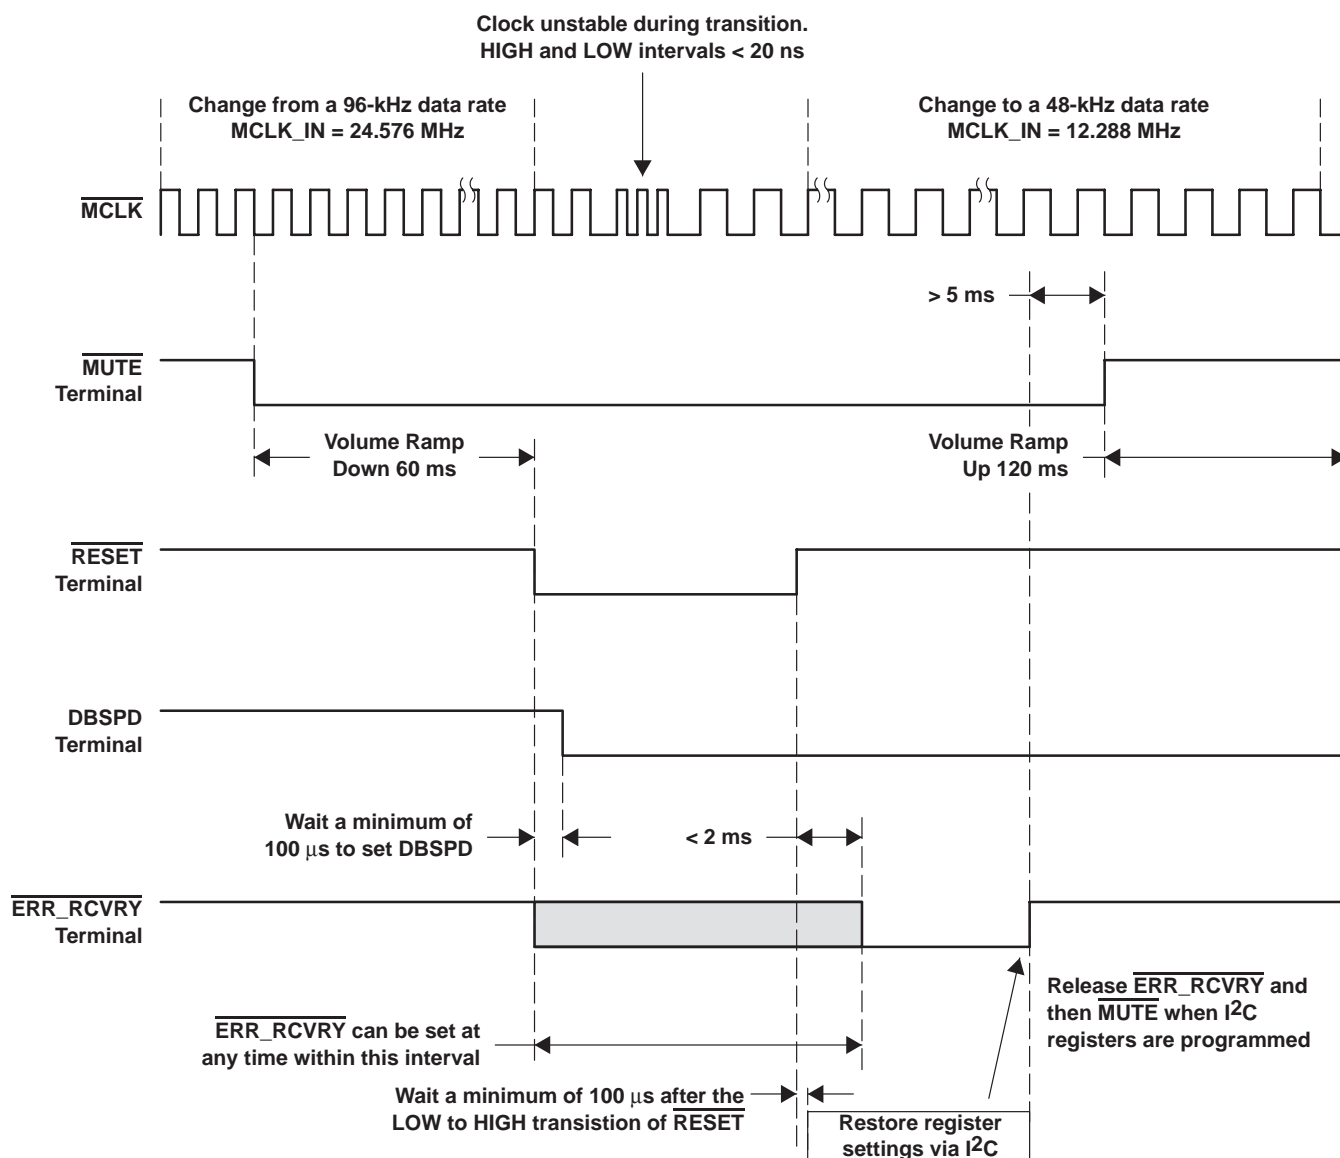 Clock unstable during transition.
HIGH and LOW intervals < 20 ns
Change from a 96-kHz data rate
MCLK_IN = 24.576 MHz
Change to a 48-kHz data rate
MCLK_IN = 12.288 MHz
MCLK
> 5 ms
MUTE
Terminal
Volume Ramp
Down 60 ms
Volume Ramp
Up 120 ms
RESET
Terminal
DBSPD
Terminal
Wait a minimum of
100 μs to set DBSPD
< 2 ms
ERR_RCVRY
Terminal
Release ERR_RCVRY and
then MUTE when I2C
registers are programmed
ERR_RCVRY can be set at
any time within this interval
Wait a minimum of 100 μs after the
LOW to HIGH transistion of RESET
Restore register
settings via I2C